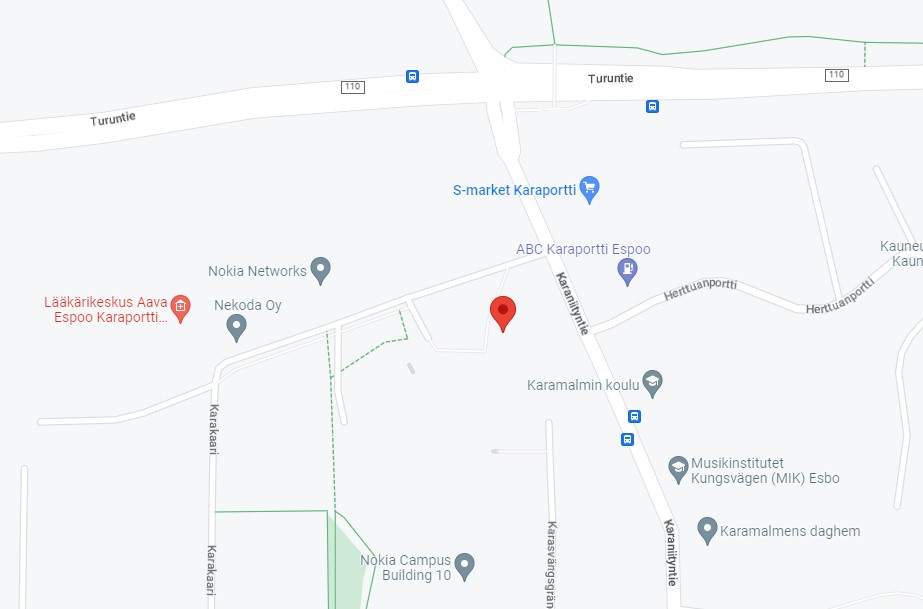 110
Turuntie
110
Turuntie
S-market Karaportti
ABC Karaportti Espoo
Kauneu
Kaun
Nokia Networks
Herttuanportti
Herttuanportti
Karaniityntie
Lääkärikeskus Aava
Espoo Karaportti...
Nekoda Oy
Karamalmin koulu
Karakaari
Musikinstitutet
Kungsvägen (MIK) Esbo
Karamalmens daghem
Karaniityntie
Karakaari
Karasvängsgrän
Nokia Campus
Building 10